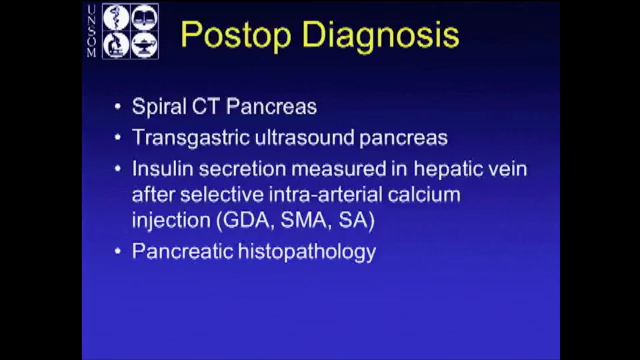 UNSOM
Postop Diagnosis
• Spiral CT Pancreas
• Transgastric ultrasound pancreas
• Insulin secretion measured in hepatic vein
after selective intra-arterial calcium
injection (GDA, SMA, SA)
• Pancreatic histopathology